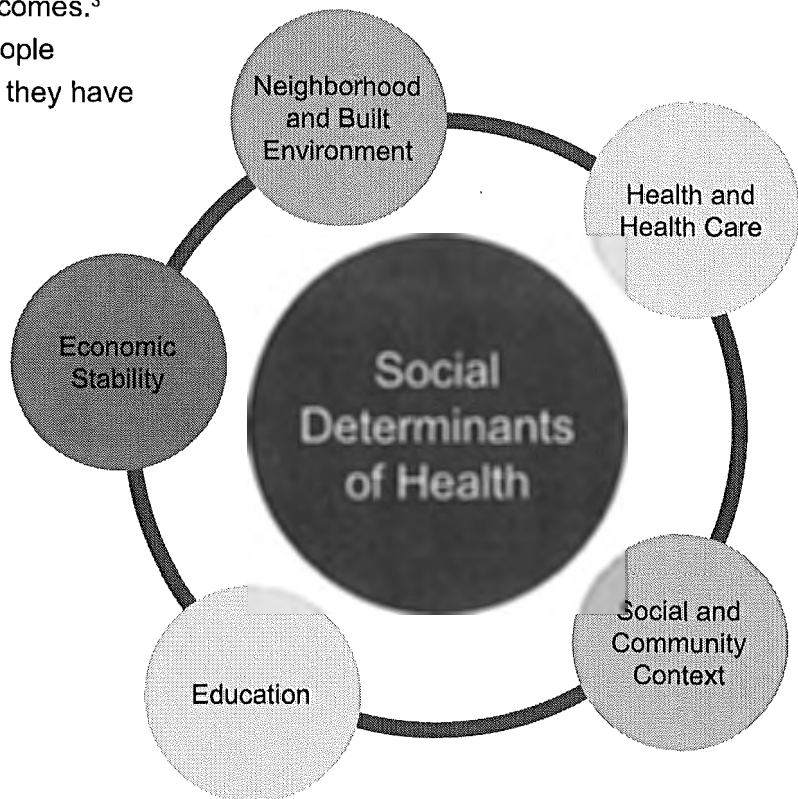 comes.³
ople
they have
Neighborhood
and Built
Environment
Health and
Health Care
Economic
Stability
Social
Determinants
of Health
Social and
Community
Context
Education